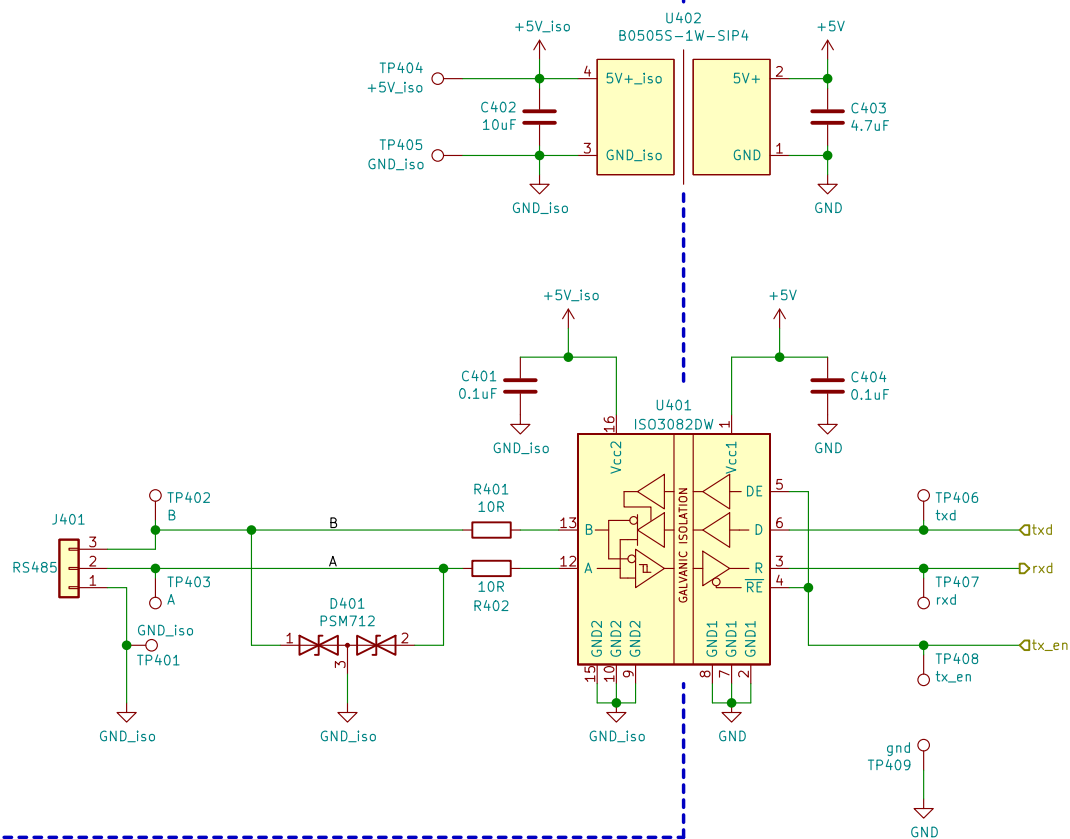 U402
B0505S-1W-SIP4
+5V_iso
+5V
TP404
+5V_iso
4
5V+_iso
5V+
2
C402
10uF
C403
4.7uF
TP405
GND_iso
3
GND_iso
GND
1
GND_iso
GND
+5V_iso
+5V
C401
0.1uF
C404
0.1uF
U401
ISO3082DW
16
1
GND_iso
GND
Vcc2
Vcc1
GALVANIC ISOLATION
R401
10R
13
B
12
A
10R
R402
DE
5
D
6
R
3
RE
4
GND2
GND2
GND2
GND1
GND1
GND1
15
10
9
8
7
2
GND_iso
GND
J401
RS485
3
2
1
TP402
B
B
A
TP403
A
GND_iso
TP401
GND_iso
D401
PSM712
1
2
3
GND_iso
TP406
txd
txd
rxd
TP407
rxd
tx_en
TP408
tx_en
gnd
TP409
GND